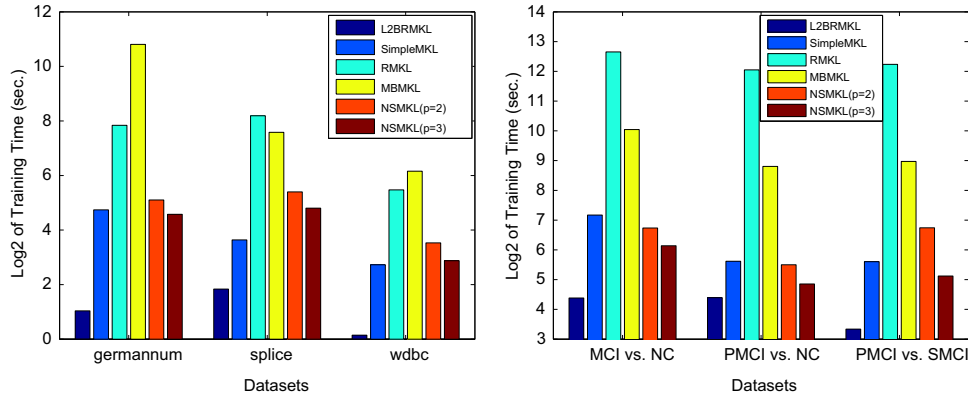 12
10
8
6
4
2
0
Log2 of Training Time (sec.)
L2BRMKL
SimpleMKL
RMKL
MBMKL
NSMKL(p=2)
NSMKL(p=3)
germannum splice wdbc
Datasets
14
13
12
11
10
9
8
7
6
5
4
3
Log2 of Training Time (sec.)
L2BRMKL
SimpleMKL
RMKL
MBMKL
NSMKL(p=2)
NSMKL(p=3)
MCI vs. NC PMCI vs. NC PMCI vs. SMCI
Datasets